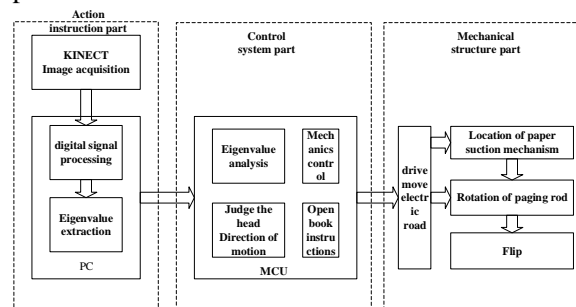 Action
instruction part
KINECT
Image acquisition
digital signal
processing
Eigenvalue
extraction
PC
Control
system part
Eigenvalue
analysis
Mech
anics
contr
ol
Judge the
head
Direction of
motion
Open
book
instru
ctions
MCU
Mechanical
structure part
drive
move
electr
ic
road
Location of paper
suction mechanism
Rotation of paging rod
Flip